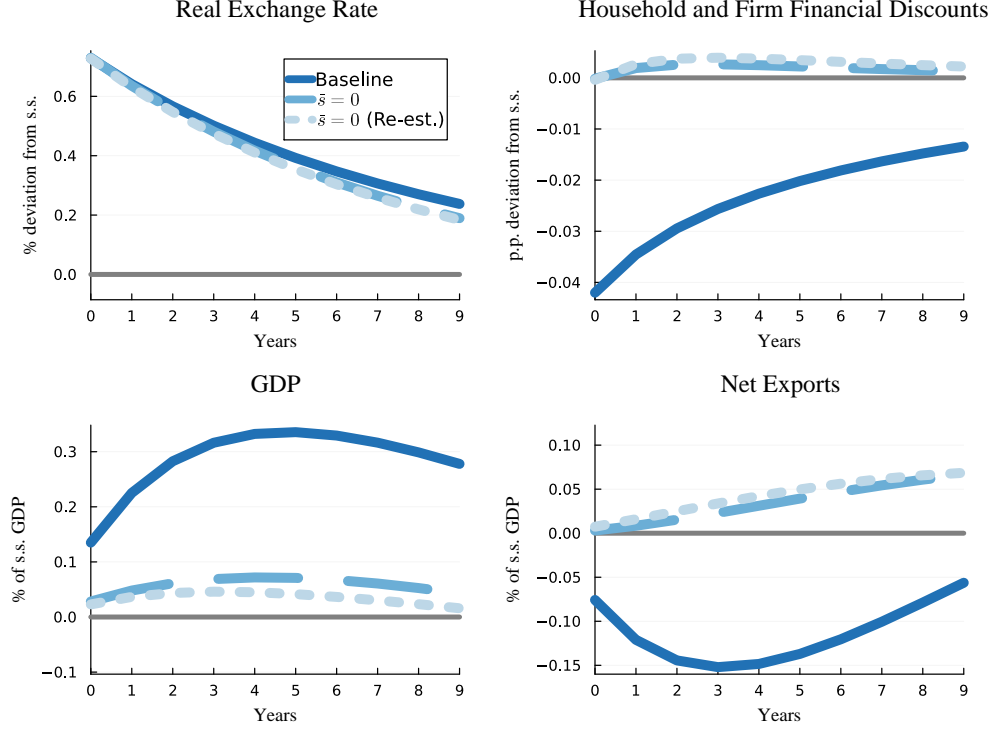 Real Exchange Rate
% deviation from s.s.
0.6
0.4
0.2
0.0
0 1 2 3 4 5 6 7 8 9
Years
Baseline
s̄ = 0
s̄ = 0 (Re-est.)
Household and Firm Financial Discounts
p.p. deviation from s.s.
0.00
−0.01
−0.02
−0.03
−0.04
0 1 2 3 4 5 6 7 8 9
Years
GDP
% of s.s. GDP
0.3
0.2
0.1
0.0
−0.1
0 1 2 3 4 5 6 7 8 9
Years
Net Exports
% of s.s. GDP
0.10
0.05
0.00
−0.05
−0.10
−0.15
0 1 2 3 4 5 6 7 8 9
Years